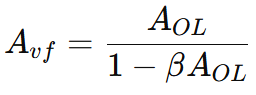 A_{vf} = \frac{A_{OL}}{1 - \beta A_{OL}}